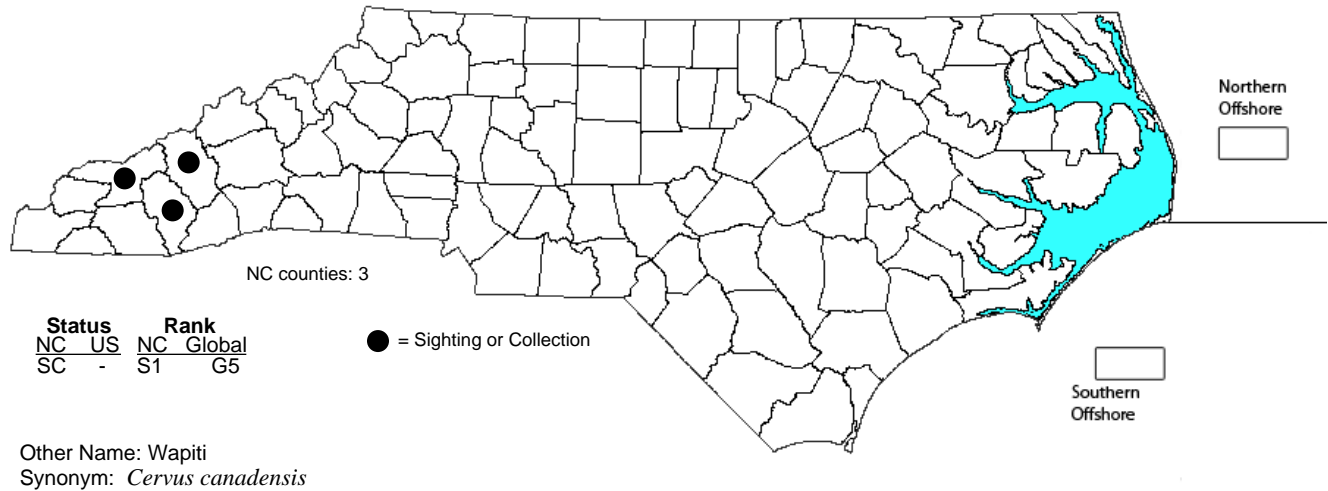 Northern
Offshore
NC counties: 3
Status Rank
NC US NC Global
SC - S1 G5
= Sighting or Collection
Southern
Offshore
Other Name: Wapiti
Synonym: Cervus canadensis